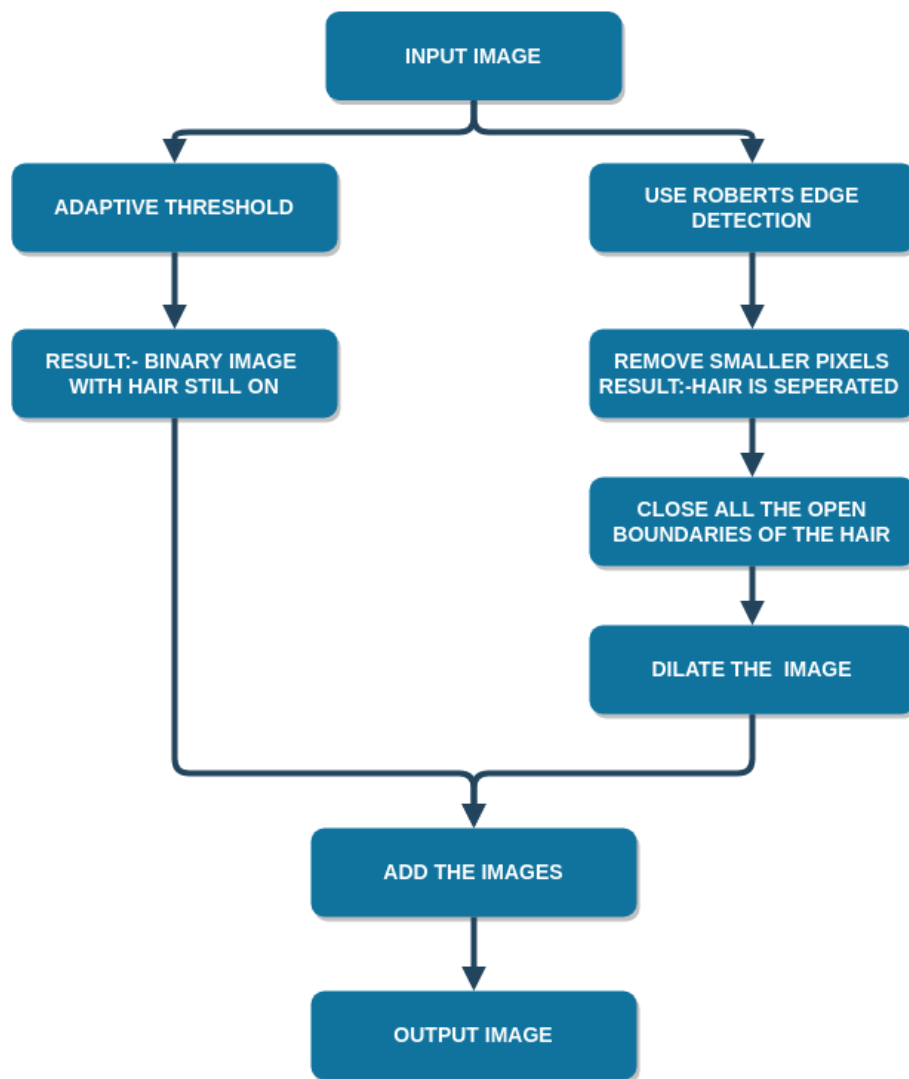 INPUT IMAGE
ADAPTIVE THRESHOLD
USE ROBERTS EDGE
DETECTION
RESULT:- BINARY IMAGE
WITH HAIR STILL ON
REMOVE SMALLER PIXELS
RESULT:-HAIR IS SEPERATED
CLOSE ALL THE OPEN
BOUNDARIES OF THE HAIR
DILATE THE  IMAGE
ADD THE IMAGES
OUTPUT IMAGE